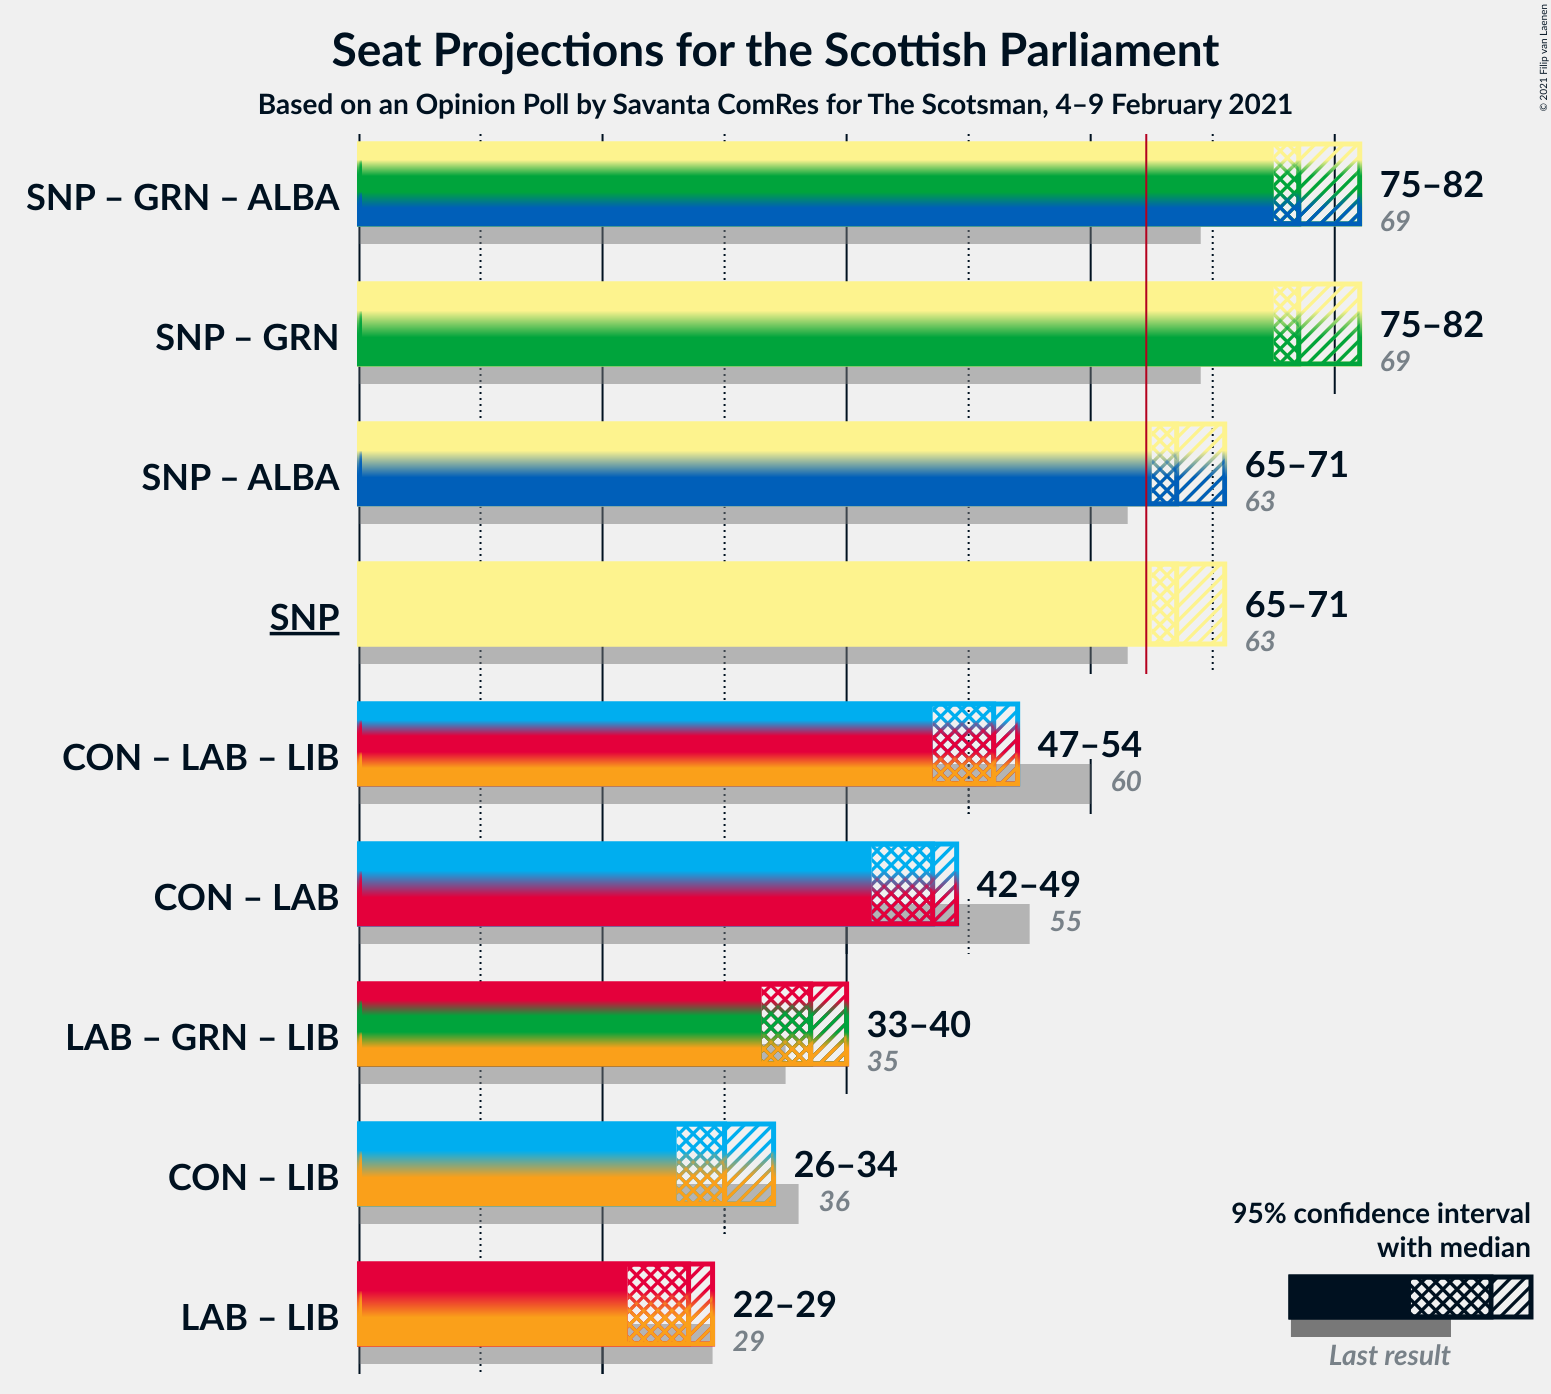 Seat Projections for the Scottish Parliament
Based on an Opinion Poll by Savanta ComRes for The Scotsman, 4–9 February 2021
© 2021 Filip van Laenen
SNP – GRN – ALBA
75–82
69
SNP – GRN
75–82
69
SNP – ALBA
65–71
63
SNP
65–71
63
CON – LAB – LIB
47–54
60
CON – LAB
42–49
55
LAB – GRN – LIB
33–40
35
CON – LIB
26–34
36
LAB – LIB
22–29
29
95% confidence interval
with median
Last result